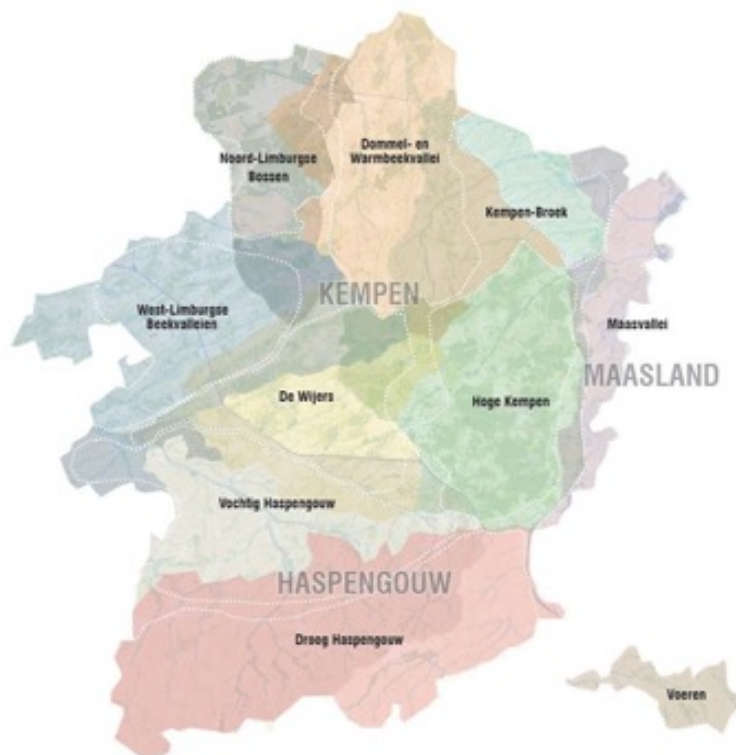 Noord-Limburgse
Bossen
Dommel- en
Warmbeekvallei
Kempen-Broek
KEMPEN
West-Limburgse
Beekvalleien
Maasvallei
MAASLAND
De Wijers
Hoge Kempen
Vochtig Haspengouw
HASPENGOUW
Droog Haspengouw
Voeren